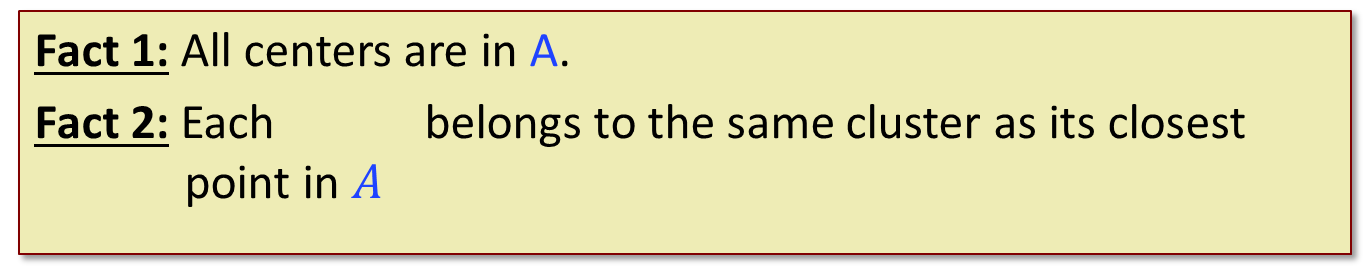 Fact 1: All centers are in A.
Fact 2: Each belongs to the same cluster as its closest
point in A